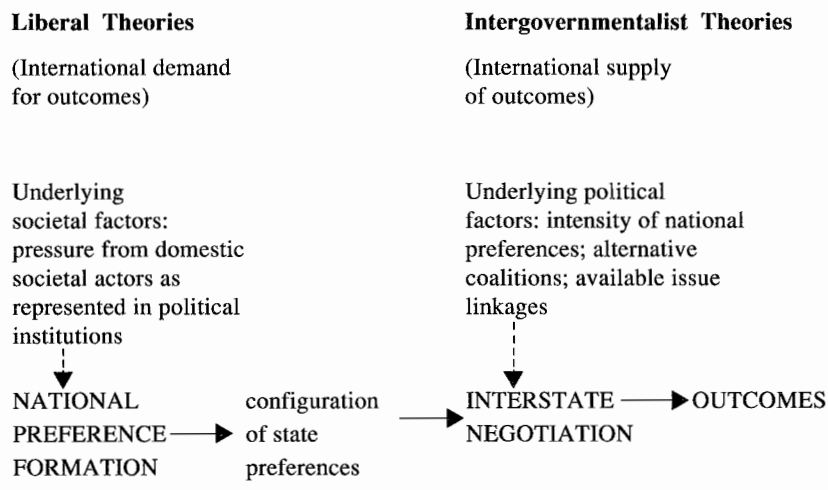 Liberal Theories
(International demand
for outcomes)
Underlying
societal factors:
pressure from domestic
societal actors as
represented in political
institutions
NATIONAL
PREFERENCE
FORMATION
configuration
of state
preferences
Intergovernmentalist Theories
(International supply
of outcomes)
Underlying political
factors: intensity of national
preferences; alternative
coalitions; available issue
linkages
INTERSTATE
NEGOTIATION
OUTCOMES